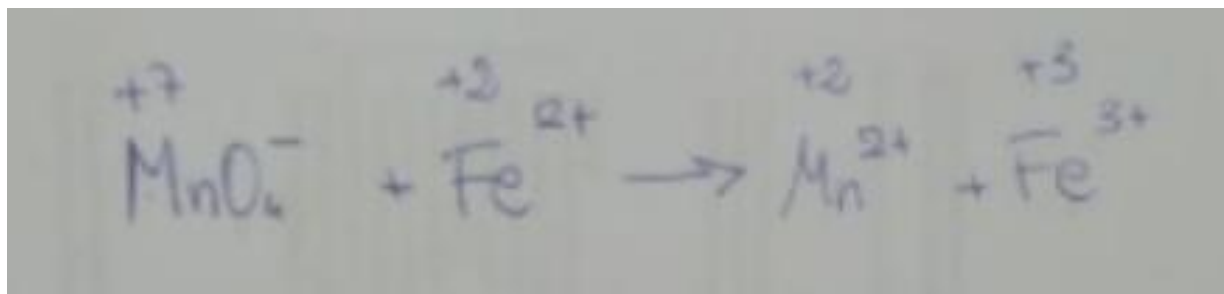 +7 +2 +2 +3
MnO₄⁻ + Fe²⁺ → Mn²⁺ + Fe³⁺